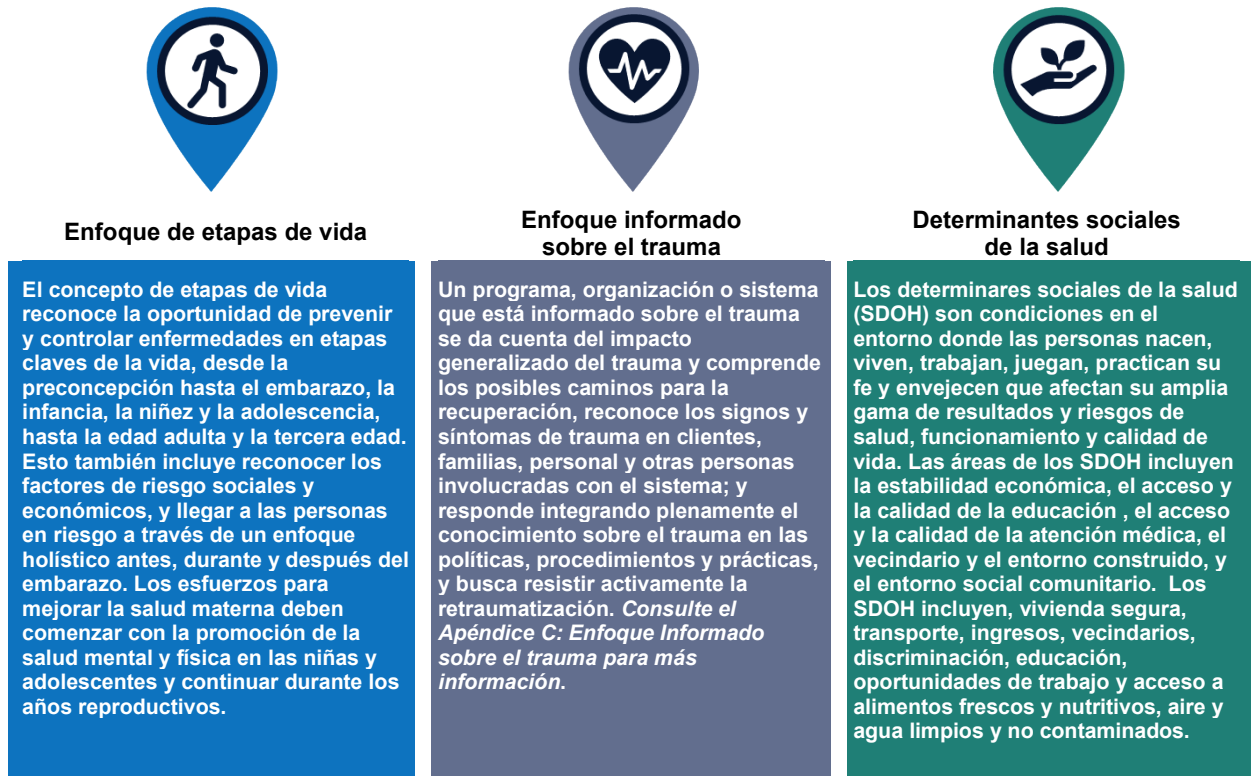 Enfoque de etapas de vida
El concepto de etapas de vida
reconoce la oportunidad de prevenir
y controlar enfermedades en etapas
claves de la vida, desde la
preconcepción hasta el embarazo, la
infancia, la niñez y la adolescencia,
hasta la edad adulta y la tercera edad.
Esto también incluye reconocer los
factores de riesgo sociales y
económicos, y llegar a las personas
en riesgo a través de un enfoque
holístico antes, durante y después del
embarazo. Los esfuerzos para
mejorar la salud materna deben
comenzar con la promoción de la
salud mental y física en las niñas y
adolescentes y continuar durante los
años reproductivos.
Enfoque informado
sobre el trauma
Un programa, organización o sistema
que está informado sobre el trauma
se da cuenta del impacto
generalizado del trauma y comprende
los posibles caminos para la
recuperación, reconoce los signos y
síntomas de trauma en clientes,
familias, personal y otras personas
involucradas con el sistema; y
responde integrando plenamente el
conocimiento sobre el trauma en las
políticas, procedimientos y prácticas,
y busca resistir activamente la
retraumatización. Consulte el
Apéndice C: Enfoque Informado
sobre el trauma para más
información.
Determinantes sociales
de la salud
Los determinares sociales de la salud
(SDOH) son condiciones en el
entorno donde las personas nacen,
viven, trabajan, juegan, practican su
fe y envejecen que afectan su amplia
gama de resultados y riesgos de
salud, funcionamiento y calidad de
vida. Las áreas de los SDOH incluyen
la estabilidad económica, el acceso y
la calidad de la educación , el acceso
y la calidad de la atención médica, el
vecindario y el entorno construido, y
el entorno social comunitario.  Los
SDOH incluyen, vivienda segura,
transporte, ingresos, vecindarios,
discriminación, educación,
oportunidades de trabajo y acceso a
alimentos frescos y nutritivos, aire y
agua limpios y no contaminados.